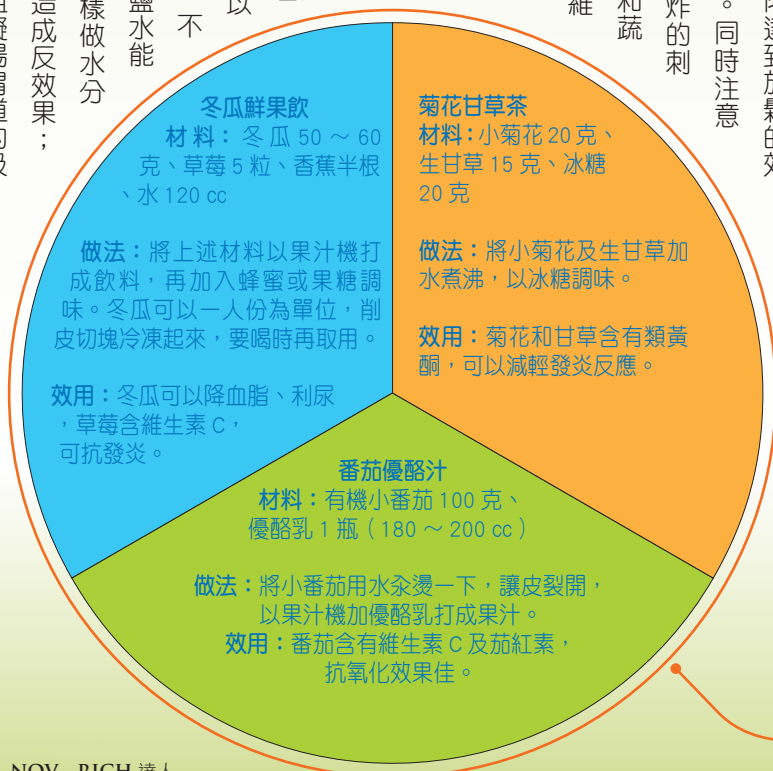 到放鬆的效
。同時注意
炸的刺
和蔬
維
以
不
鹽水能
樣做水分
造成反效果；
冬瓜鮮果飲
材料：冬瓜 50 ～ 60
克、草莓 5 粒、香蕉半根
、水 120 cc
做法：將上述材料以果汁機打
成飲料，再加入蜂蜜或果糖調
味。冬瓜可以一人份為單位，削
皮切塊冷凍起來，要喝時再取用。
效用：冬瓜可以降血脂、利尿
，草莓含維生素 C，
可抗發炎。
菊花甘草茶
材料：小菊花 20 克、
生甘草 15 克、冰糖
20 克
做法：將小菊花及生甘草加
水煮沸，以冰糖調味。
效用：菊花和甘草含有類黃
酮，可以減輕發炎反應。
番茄優酪汁
材料：有機小番茄 100 克、
優酪乳 1 瓶（180 ～ 200 cc）
做法：將小番茄用水汆燙一下，讓皮裂開，
以果汁機加優酪乳打成果汁。
效用：番茄含有維生素 C 及茄紅素，
抗氧化效果佳。
NOV RICH 達人